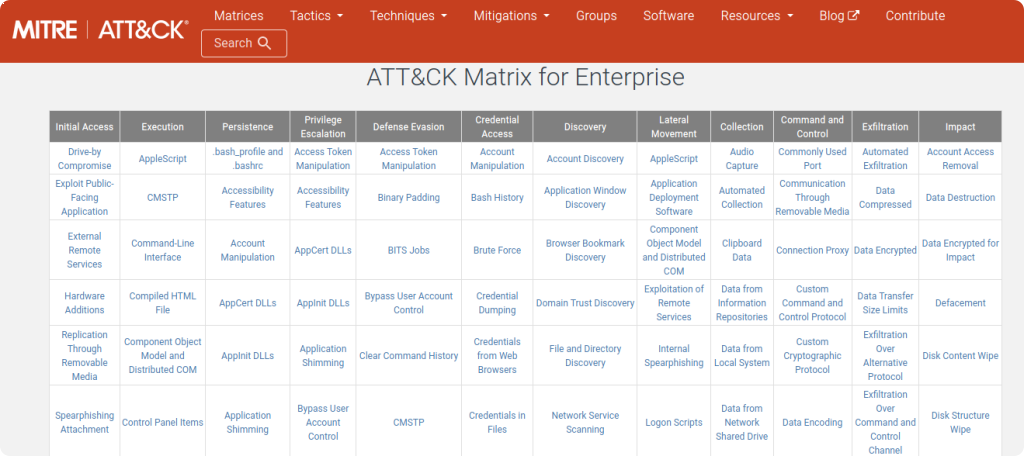 MITRE | ATT&CK®
Matrices Tactics Techniques Mitigations Groups Software Resources Blog Contribute
Search
ATT&CK Matrix for Enterprise
Initial Access
Execution
Persistence
Privilege
Escalation
Defense Evasion
Credential
Access
Discovery
Lateral
Movement
Collection
Command and
Control
Exfiltration
Impact
Drive-by
Compromise
AppleScript
.bash_profile and
.bashrc
Access Token
Manipulation
Access Token
Manipulation
Account
Manipulation
Account Discovery
AppleScript
Audio
Capture
Commonly Used
Port
Automated
Exfiltration
Account Access
Removal
Exploit Public-
Facing
Application
CMSTP
Accessibility
Features
Accessibility
Features
Binary Padding
Bash History
Application Window
Discovery
Application
Deployment
Software
Automated
Collection
Communication
Through
Removable Media
Data
Compressed
Data Destruction
External
Remote
Services
Command-Line
Interface
Account
Manipulation
AppCert DLLs
BITS Jobs
Brute Force
Browser Bookmark
Discovery
Component
Object Model
and Distributed
COM
Clipboard
Data
Connection Proxy
Data Encrypted
Data Encrypted for
Impact
Hardware
Additions
Compiled HTML
File
AppCert DLLs
AppInit DLLs
Bypass User Account
Control
Credential
Dumping
Domain Trust Discovery
Exploitation of
Remote
Services
Data from
Information
Repositories
Custom
Command and
Control Protocol
Data Transfer
Size Limits
Defacement
Replication
Through
Removable
Media
Component Object
Model and
Distributed COM
AppInit DLLs
Application
Shimming
Clear Command History
Credentials
from Web
Browsers
File and Directory
Discovery
Internal
Spearphishing
Data from
Local System
Custom
Cryptographic
Protocol
Exfiltration
Over
Alternative
Protocol
Disk Content Wipe
Spearphishing
Attachment
Control Panel Items
Application
Shimming
Bypass User
Account
Control
CMSTP
Credentials in
Files
Network Service
Scanning
Logon Scripts
Data from
Network
Shared Drive
Data Encoding
Exfiltration
Over
Command and
Control
Channel
Disk Structure
Wipe